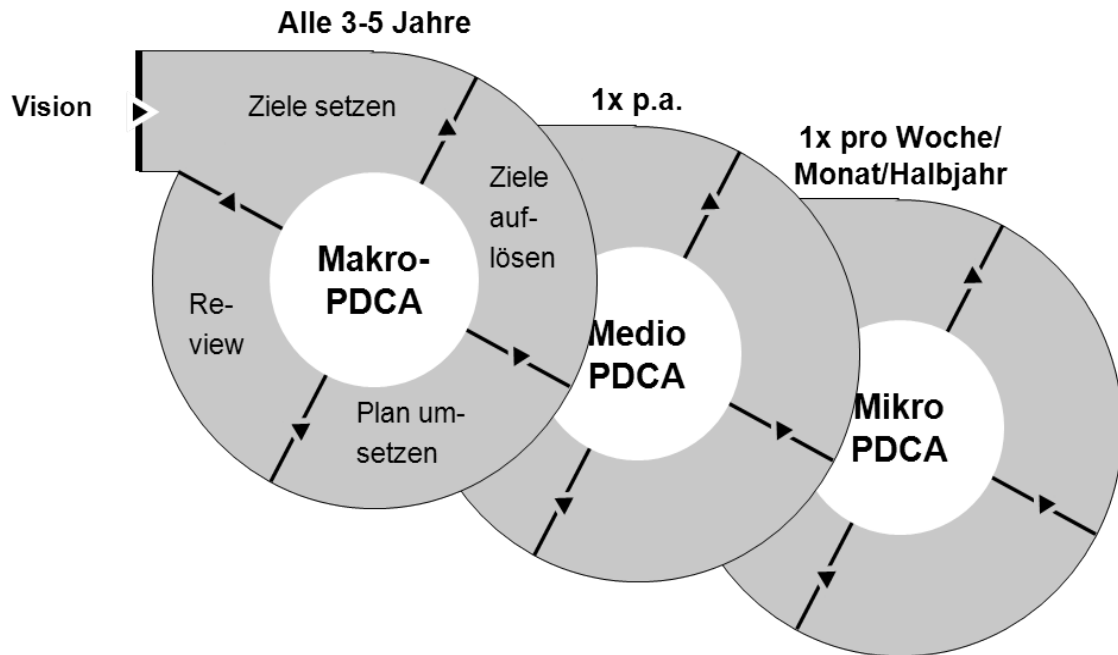 Alle 3-5 Jahre
Vision
Ziele setzen
1x p.a.
1x pro Woche/
Monat/Halbjahr
Ziele
auf-
lösen
Makro-
PDCA
Re-
view
Plan um-
setzen
Medio
PDCA
Mikro
PDCA